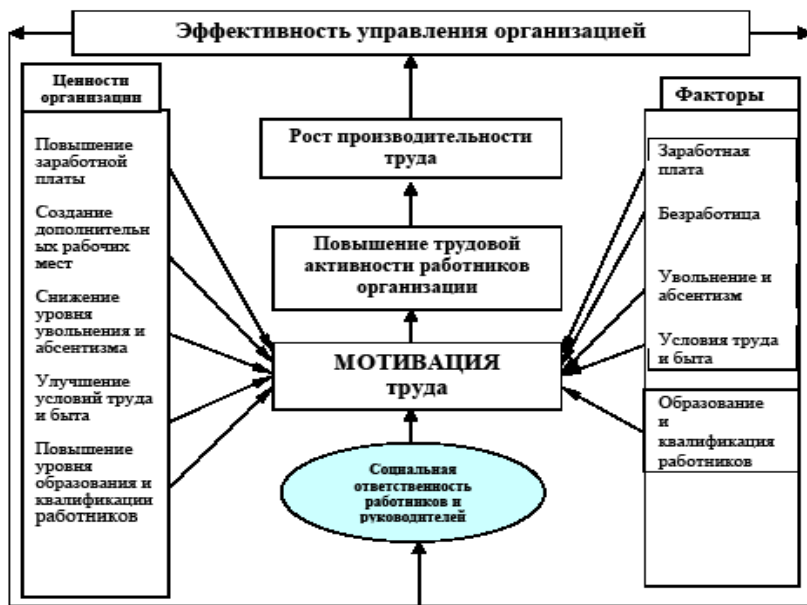 Эффективность управления организацией
Ценности
организации
Повышение
заработной
платы
Создание
дополнительн
ых рабочих
мест
Снижение
уровня
увольнения и
абсентизма
Улучшение
условий труда
и быта
Повышение
уровня
образования и
квалификации
работников
Рост производительности
труда
Повышение трудовой
активности работников
организации
МОТИВАЦИЯ
труда
Социальная
ответственность
работников и
руководителей
Факторы
Заработная
плата
Безработица
Увольнение и
абсентизм
Условия труда
и быта
Образование
и
квалификация
работников